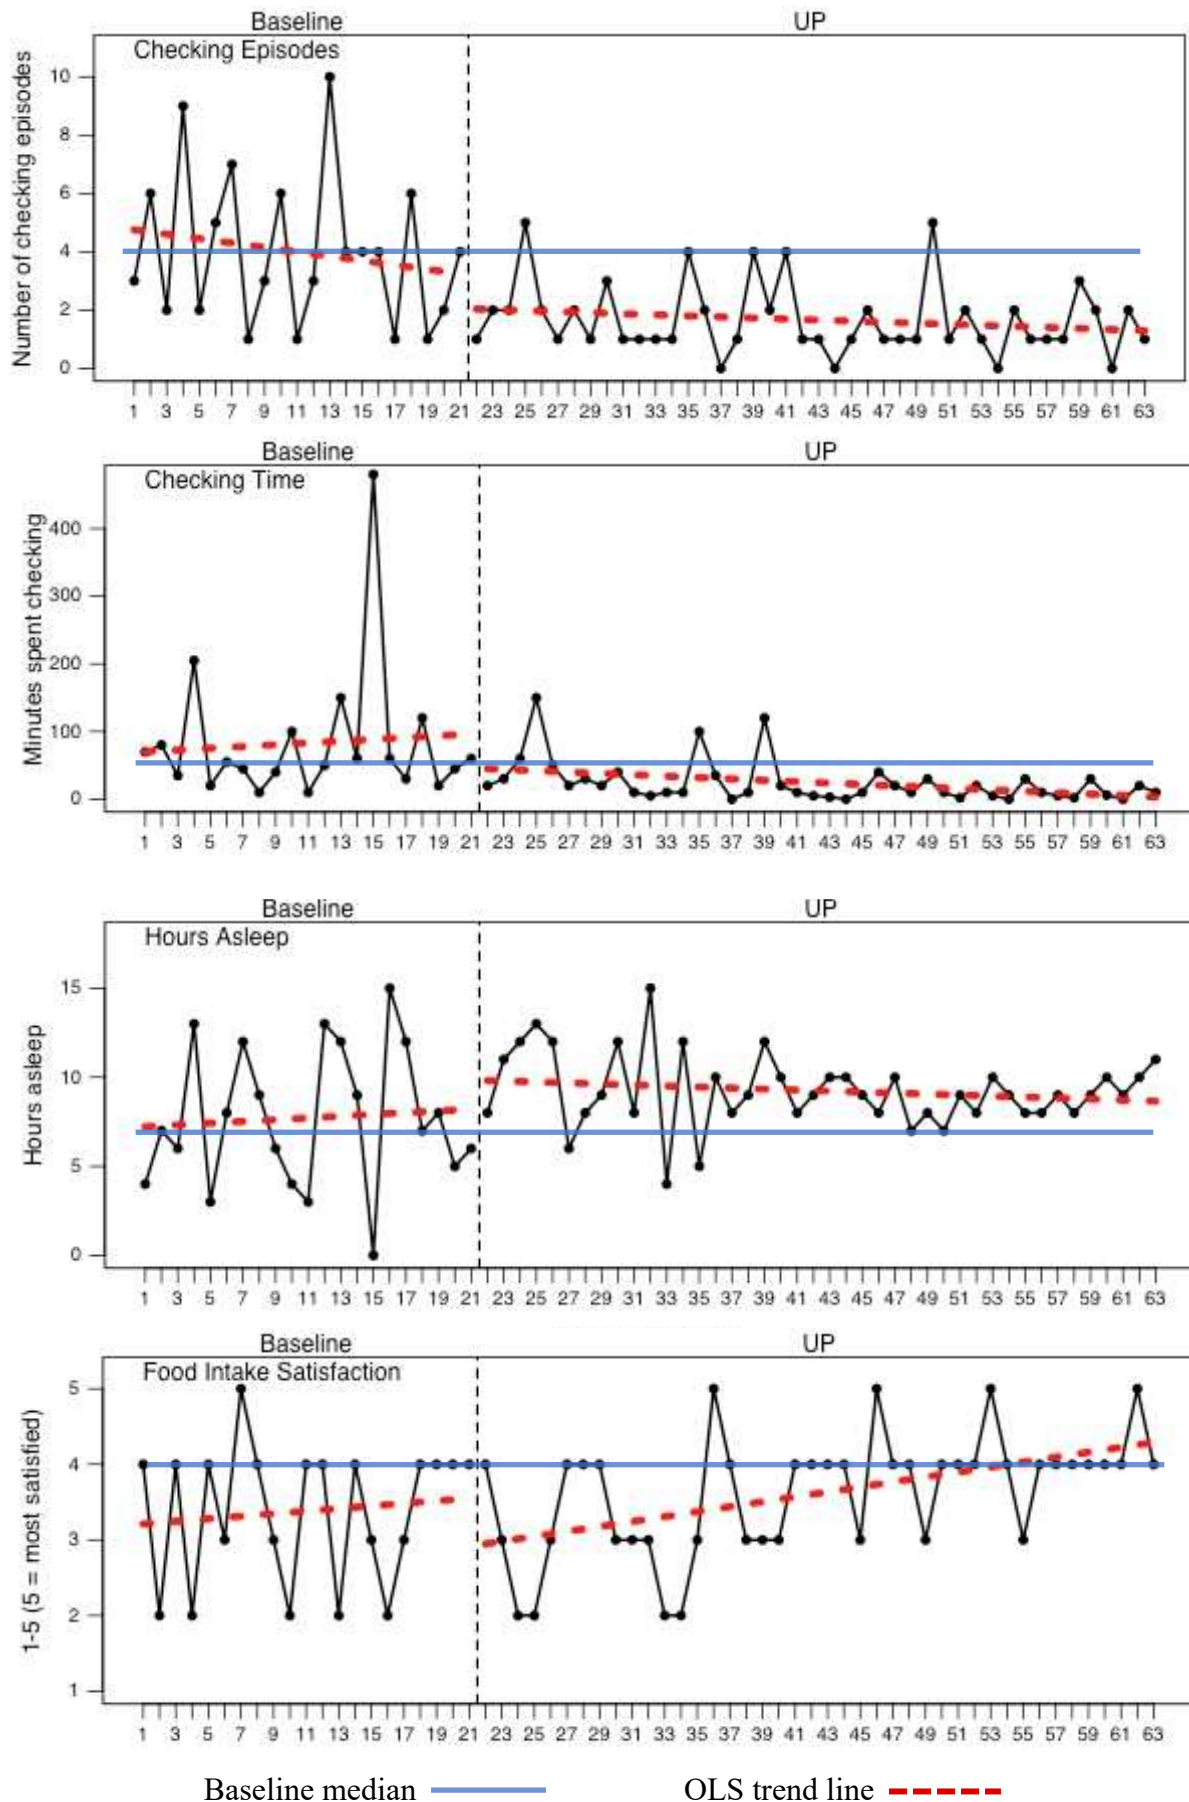 Baseline UP
Checking Episodes
Number of checking episodes
10
8
6
4
2
0
1 3 5 7 9 11 13 15 17 19 21 23 25 27 29 31 33 35 37 39 41 43 45 47 49 51 53 55 57 59 61 63
Baseline UP
Checking Time
Minutes spent checking
400
300
200
100
0
1 3 5 7 9 11 13 15 17 19 21 23 25 27 29 31 33 35 37 39 41 43 45 47 49 51 53 55 57 59 61 63
Baseline UP
Hours Asleep
Hours asleep
15
10
5
0
1 3 5 7 9 11 13 15 17 19 21 23 25 27 29 31 33 35 37 39 41 43 45 47 49 51 53 55 57 59 61 63
Baseline UP
Food Intake Satisfaction
1-5 (5 = most satisfied)
5
4
3
2
1
1 3 5 7 9 11 13 15 17 19 21 23 25 27 29 31 33 35 37 39 41 43 45 47 49 51 53 55 57 59 61 63
Baseline median OLS trend line